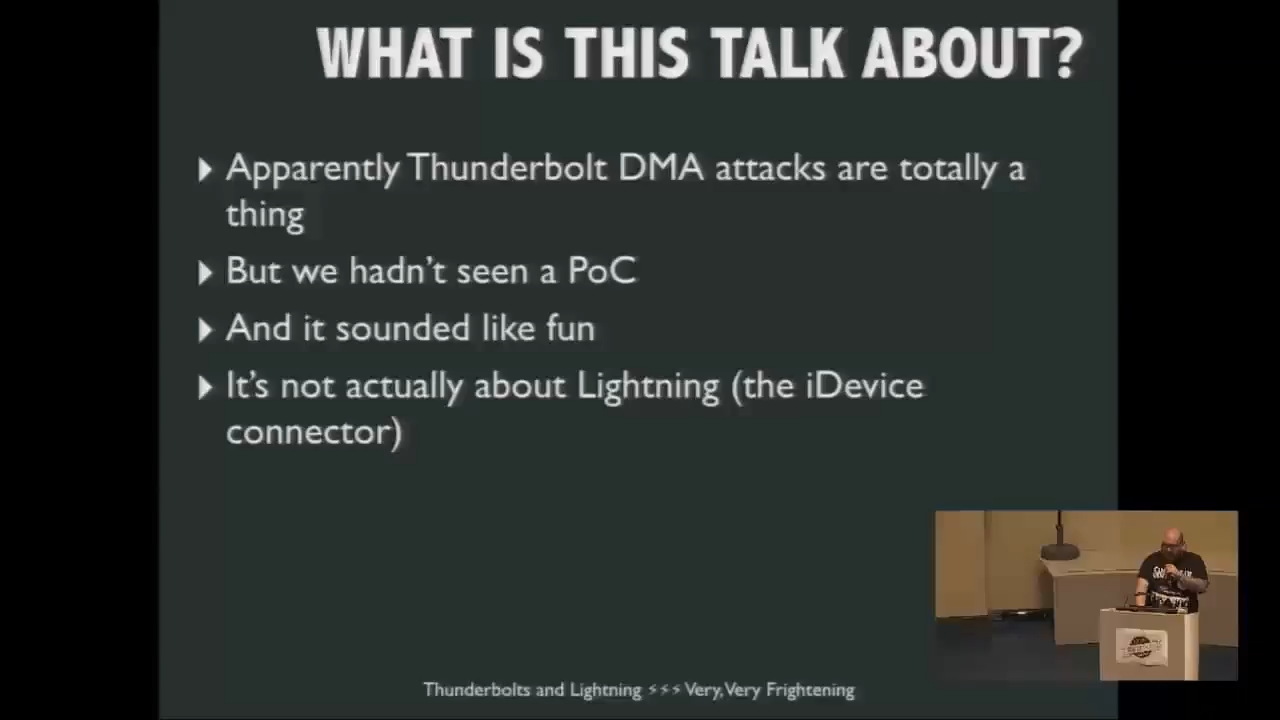 WHAT IS THIS TALK ABOUT?
Apparently Thunderbolt DMA attacks are totally a
thing
But we hadn't seen a PoC
And it sounded like fun
It's not actually about Lightning (the iDevice
connector)
Thunderbolts and Lightning ⚡⚡⚡ Very, Very Frightening